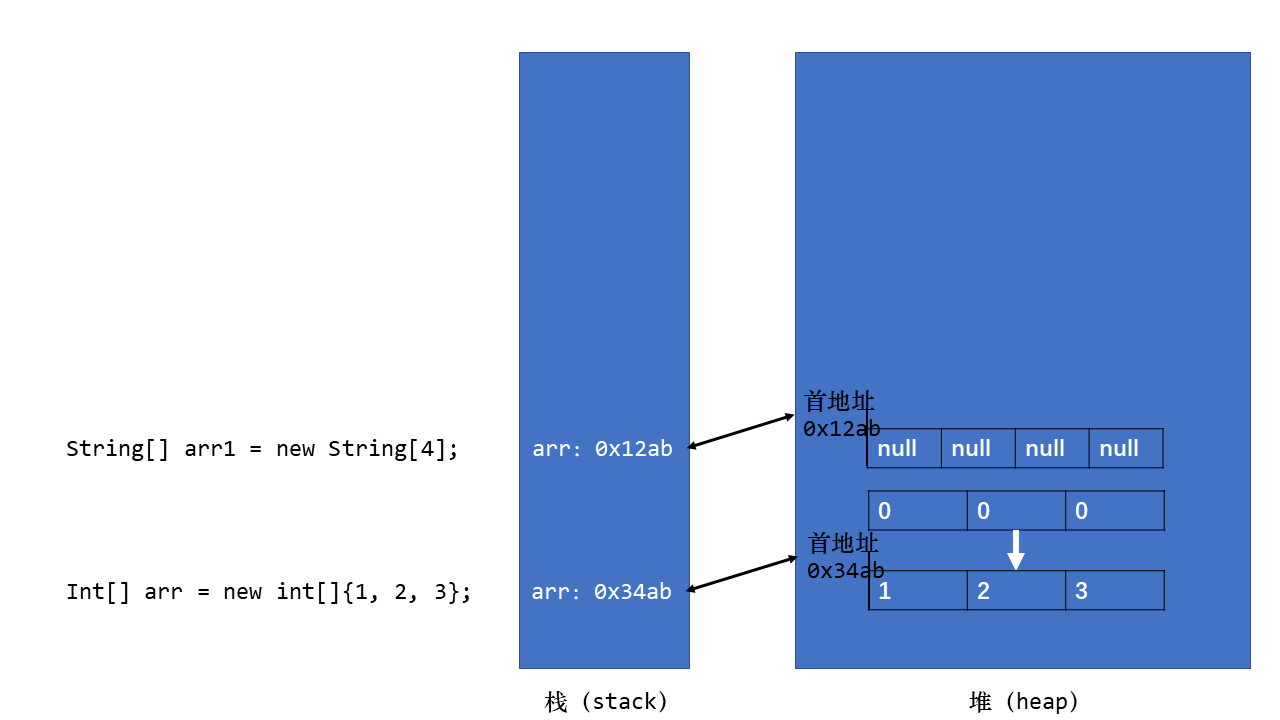 首地址
0x12ab
String[] arr1 = new String[4];
arr: 0x12ab
null null null null
0 0 0
首地址
0x34ab
Int[] arr = new int[]{1, 2, 3};
arr: 0x34ab
1 2 3
栈（stack）
堆（heap）